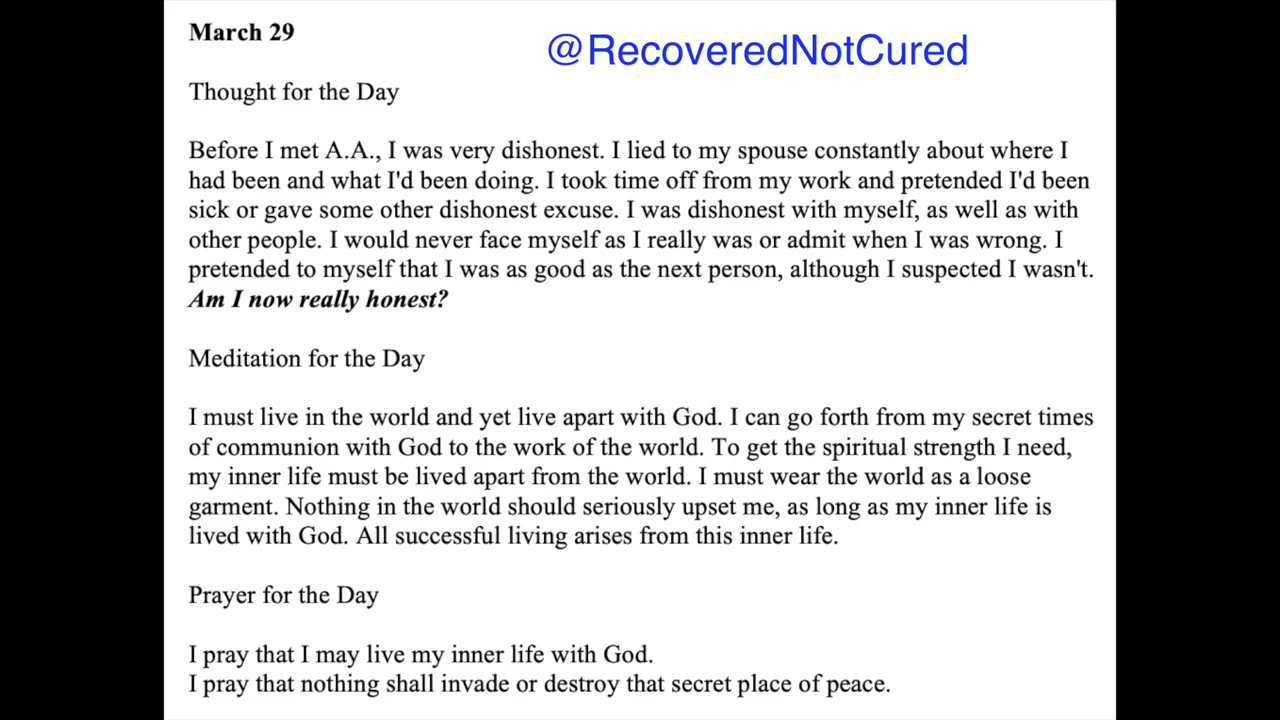 March 29
@RecoveredNotCured
Thought for the Day
Before I met A.A., I was very dishonest. I lied to my spouse constantly about where I
had been and what I'd been doing. I took time off from my work and pretended I'd been
sick or gave some other dishonest excuse. I was dishonest with myself, as well as with
other people. I would never face myself as I really was or admit when I was wrong. I
pretended to myself that I was as good as the next person, although I suspected I wasn't.
Am I now really honest?
Meditation for the Day
I must live in the world and yet live apart with God. I can go forth from my secret times
of communion with God to the work of the world. To get the spiritual strength I need,
my inner life must be lived apart from the world. I must wear the world as a loose
garment. Nothing in the world should seriously upset me, as long as my inner life is
lived with God. All successful living arises from this inner life.
Prayer for the Day
I pray that I may live my inner life with God.
I pray that nothing shall invade or destroy that secret place of peace.